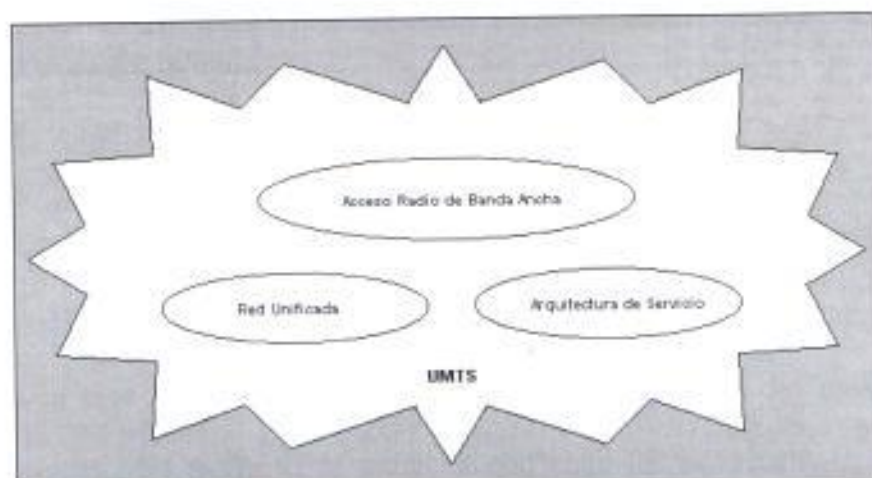 Acceso Radio de Banda Ancha
Red Unificada
Arquitectura de Servicio
UMTS